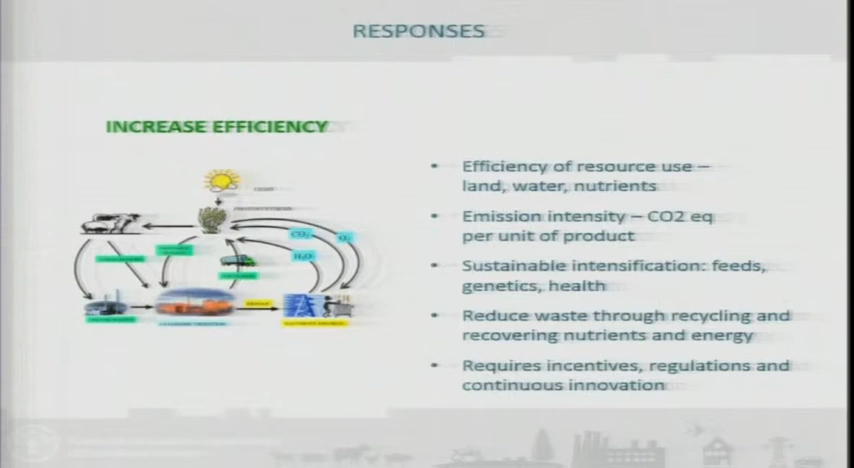 RESPONSES
INCREASE EFFICIENCY
• Efficiency of resource use –
land, water, nutrients
• Emission intensity – CO2 eq
per unit of product
• Sustainable intensification: feeds,
genetics, health
• Reduce waste through recycling and
recovering nutrients and energy
• Requires incentives, regulations and
continuous innovation
CO₂
O₂
H₂O